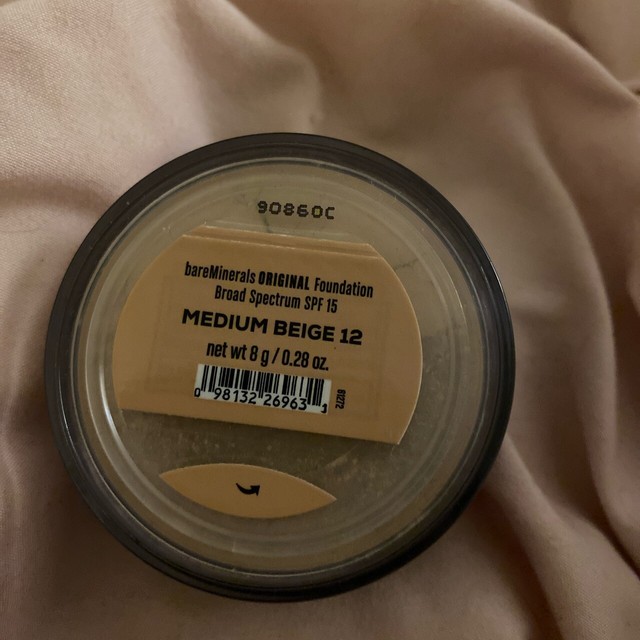 90860C
bareMinerals ORIGINAL Foundation
Broad Spectrum SPF 15
MEDIUM BEIGE 12
net wt 8 g / 0.28 oz.
0 98132 26963 3